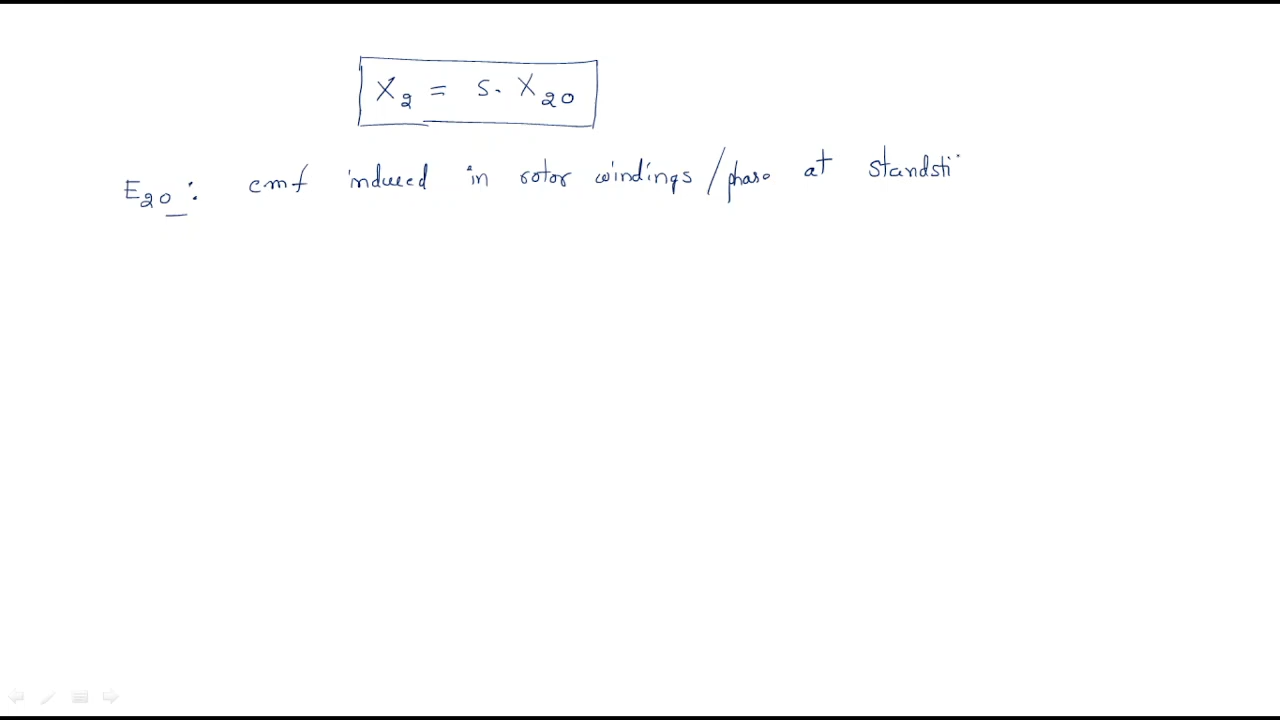 X₂ = s. X₂₀
E₂₀ : emf induced in rotor windings/phase at standsti